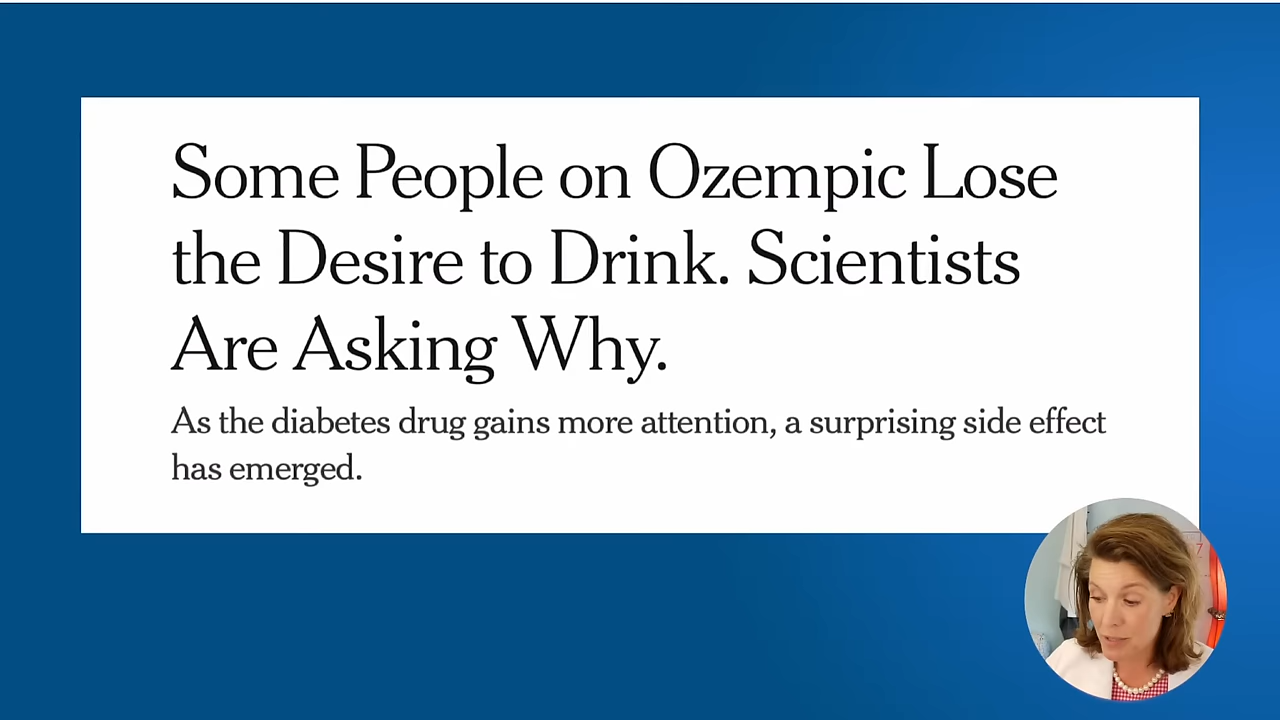 Some People on Ozempic Lose
the Desire to Drink. Scientists
Are Asking Why.
As the diabetes drug gains more attention, a surprising side effect
has emerged.
7